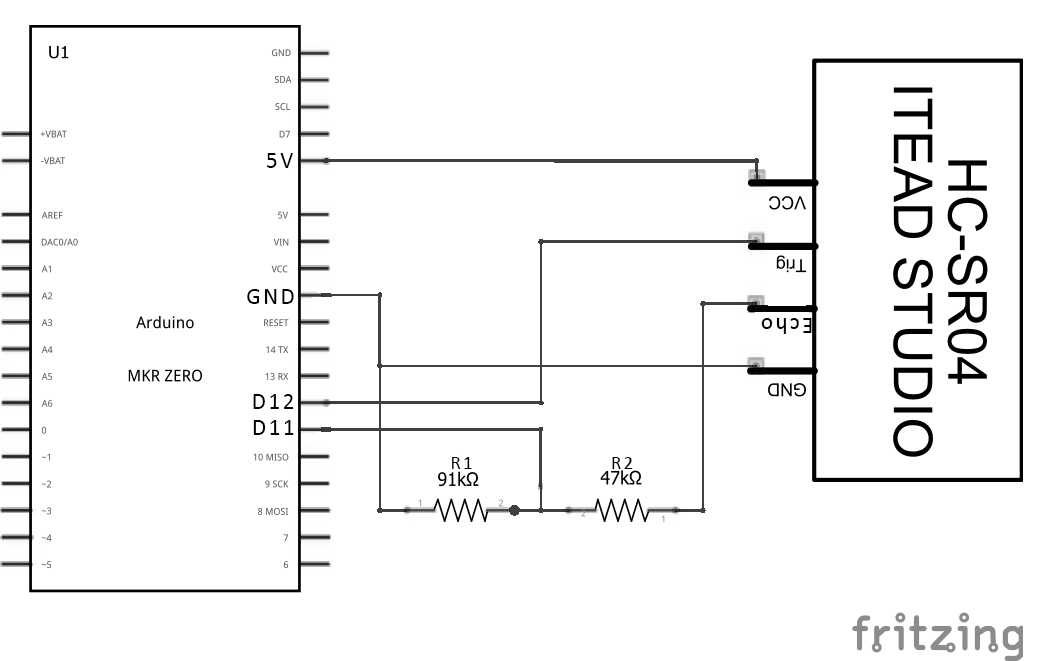 U1
GND
SDA
SCL
+VBAT
D7
-VBAT
5V
VCC
AREF
5V
DAC0/A0
VIN
Trig
A1
VCC
A2
GND
Echo
A3
Arduino
RESET
A4
14 TX
A5
MKR ZERO
13 RX
GND
A6
D12
0
D11
~1
10 MISO
R1
91kΩ
R2
47kΩ
~2
9 SCK
~3
8 MOSI
1
2
2
1
~4
7
~5
6
HC-SR04
ITEAD STUDIO
fritzing